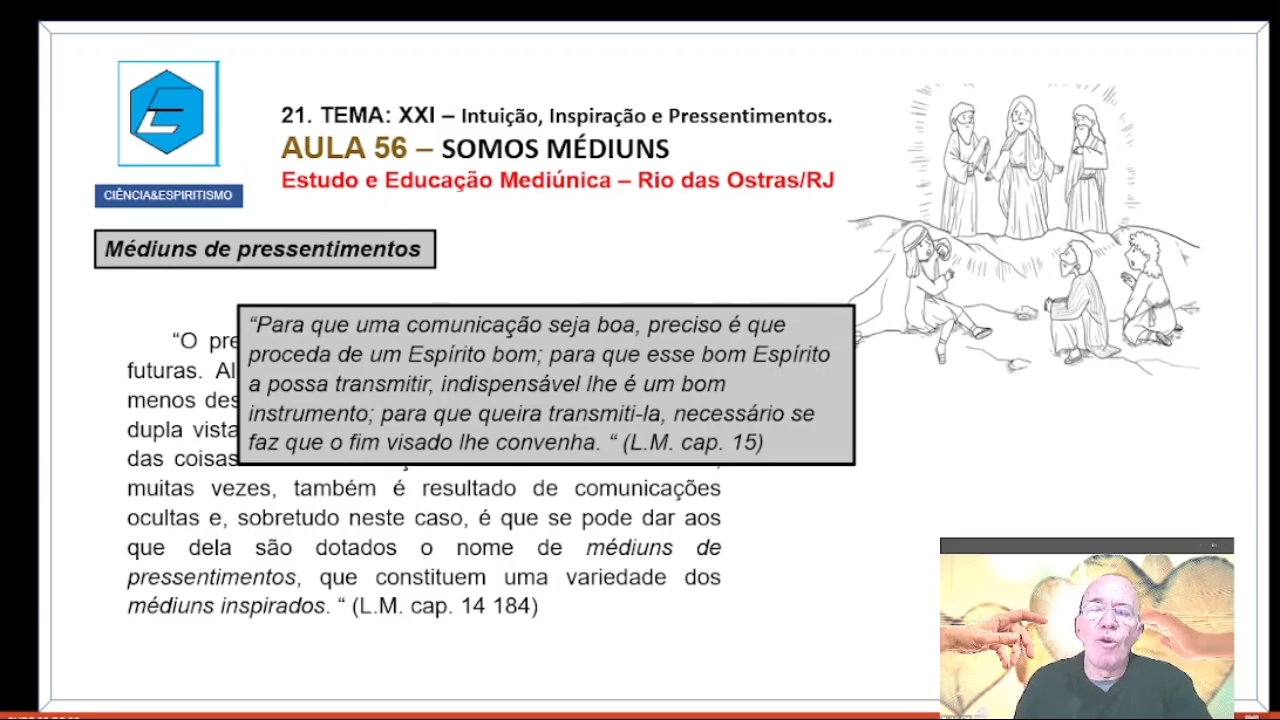 21. TEMA: XXI – Intuição, Inspiração e Pressentimentos.
AULA 56 – SOMOS MÉDIUNS
Estudo e Educação Mediúnica – Rio das Ostras/RJ
CIÊNCIA&ESPIRITISMO
Médiuns de pressentimentos
“Para que uma comunicação seja boa, preciso é que
proceda de um Espírito bom; para que esse bom Espírito
a possa transmitir, indispensável lhe é um bom
instrumento; para que queira transmiti-la, necessário se
faz que o fim visado lhe convenha. “ (L.M. cap. 15)
“O
futuras.
menos
dupla vista
das coisas
muitas vezes, também é resultado de comunicações
ocultas e, sobretudo neste caso, é que se pode dar aos
que dela são dotados o nome de médiuns de
pressentimentos, que constituem uma variedade dos
médiuns inspirados. “ (L.M. cap. 14 184)